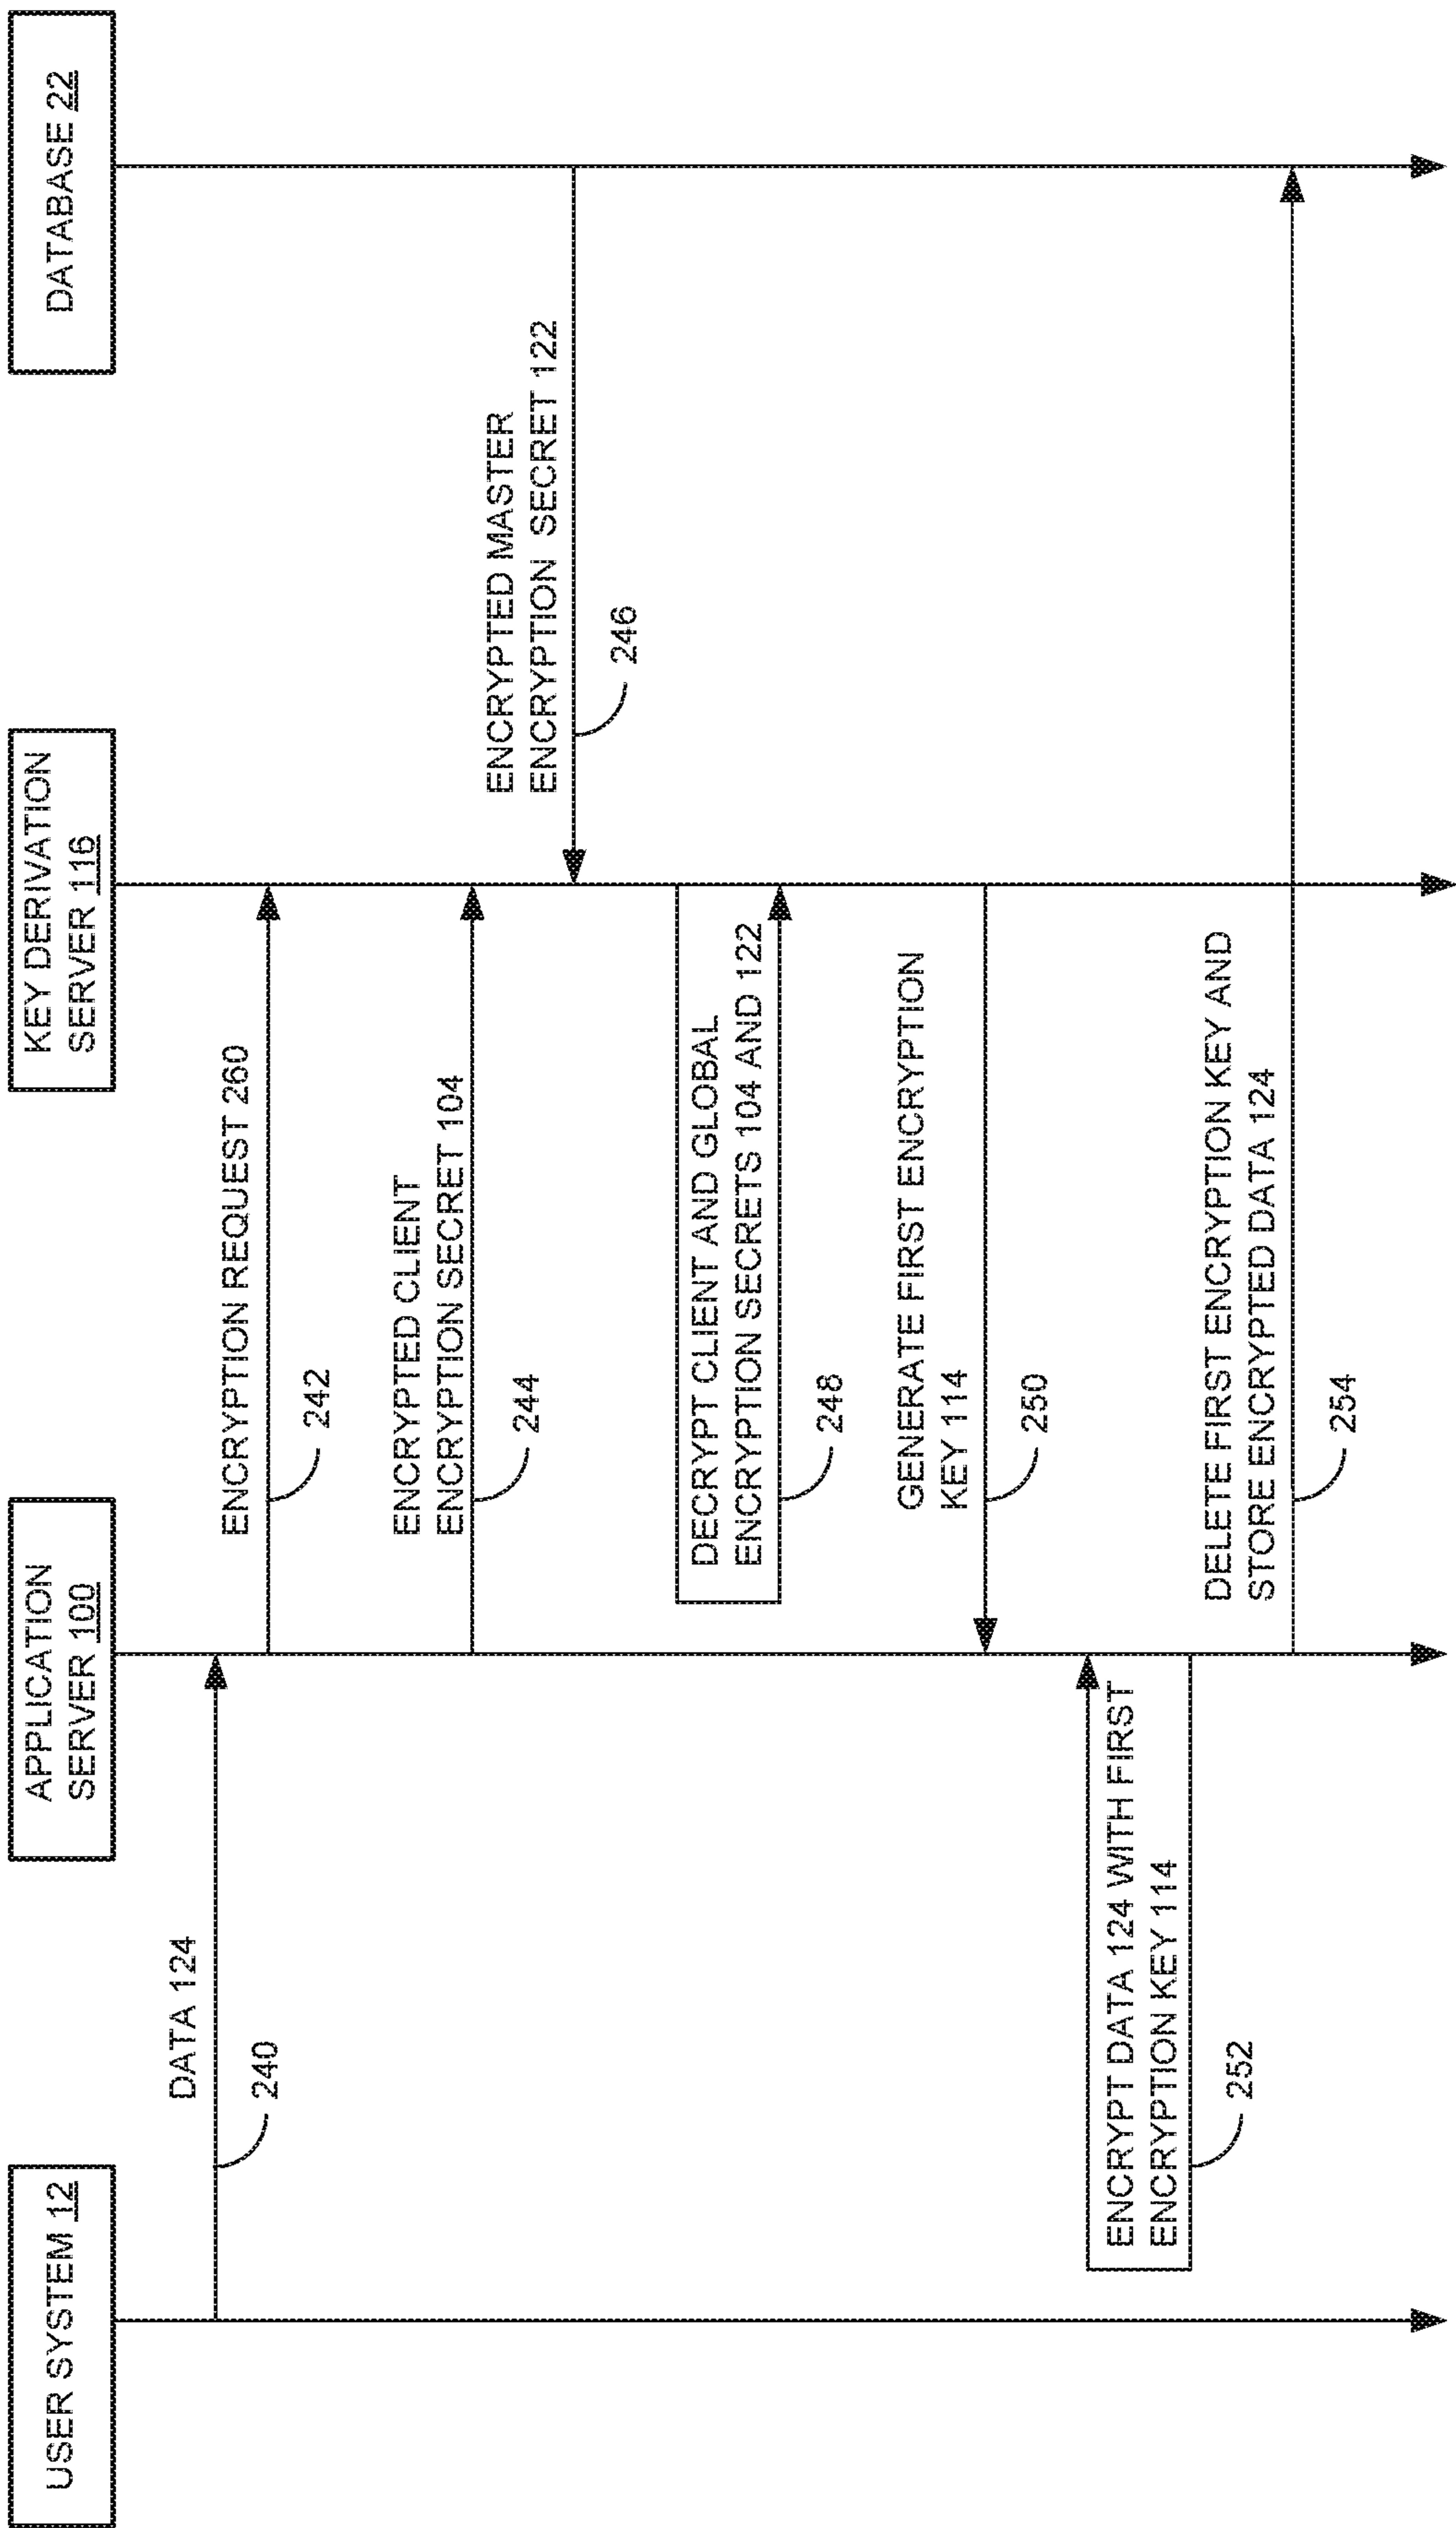 USER SYSTEM 12
APPLICATION
SERVER 100
KEY DERIVATION
SERVER 116
DATABASE 22
DATA 124
240
ENCRYPTION REQUEST 260
242
ENCRYPTED CLIENT
ENCRYPTION SECRET 104
244
ENCRYPTED MASTER
ENCRYPTION SECRET 122
246
DECRYPT CLIENT AND GLOBAL
ENCRYPTION SECRETS 104 AND 122
248
GENERATE FIRST ENCRYPTION
KEY 114
250
ENCRYPT DATA 124 WITH FIRST
ENCRYPTION KEY 114
252
DELETE FIRST ENCRYPTION KEY AND
STORE ENCRYPTED DATA 124
254